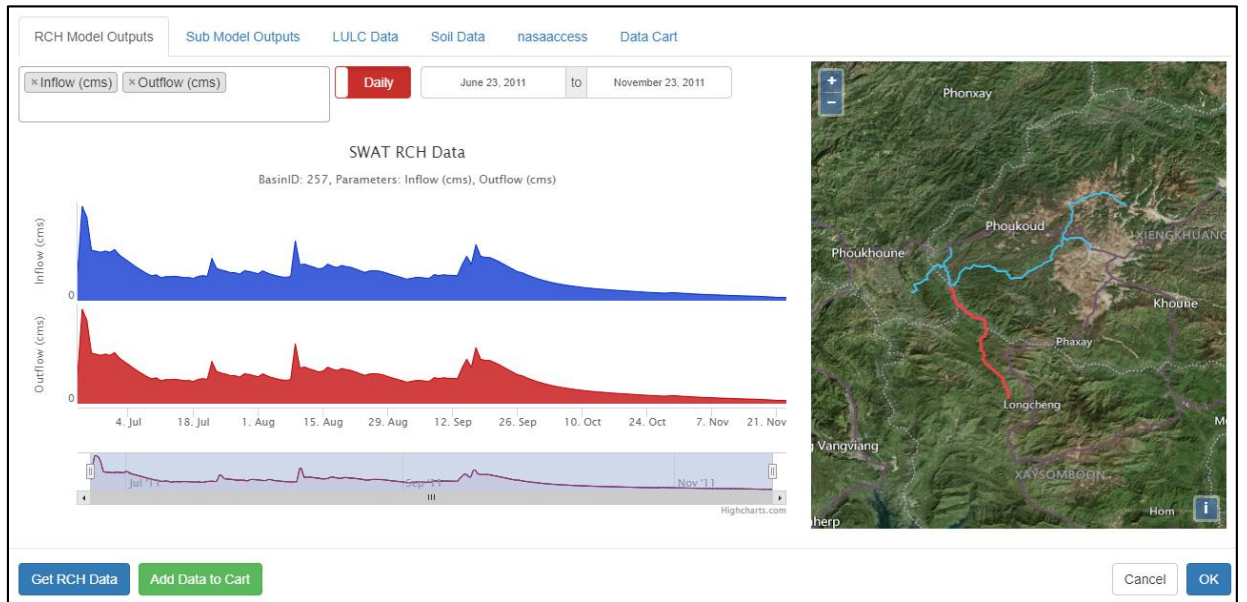 RCH Model Outputs Sub Model Outputs LULC Data Soil Data nasaaccess Data Cart
× Inflow (cms) × Outflow (cms) Daily June 23, 2011 to November 23, 2011
SWAT RCH Data
BasinID: 257, Parameters: Inflow (cms), Outflow (cms)
Inflow (cms)
0
Outflow (cms)
0
4. Jul 18. Jul 1. Aug 15. Aug 29. Aug 12. Sep 26. Sep 10. Oct 24. Oct 7. Nov 21. Nov
Jul '11 Sep '11 Nov '11
Highcharts.com
+
−
Phonxay
Phoukoud
XIENGKHUANG
Phoukhoune
Khoune
Phaxay
Longcheng
Vangviang
XAYSOMBOON
Hom
i
Get RCH Data Add Data to Cart Cancel OK